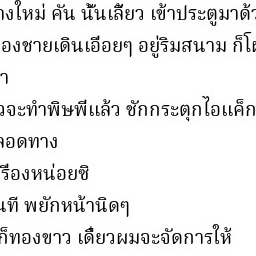 างใหม่ คัน นั้นเลี้ยว เข้าประตูมาด้ว
องชายเดินเอื่อยๆ อยู่ริมสนาม ก็โผ
า
วจะทำพิษพีแล้ว ชักกระตุกไอแค็ก
ลอดทาง
รื่องหน่อยซิ
นที พยักหน้านิดๆ
ก็ทองขาว เดี๋ยวผมจะจัดการให้